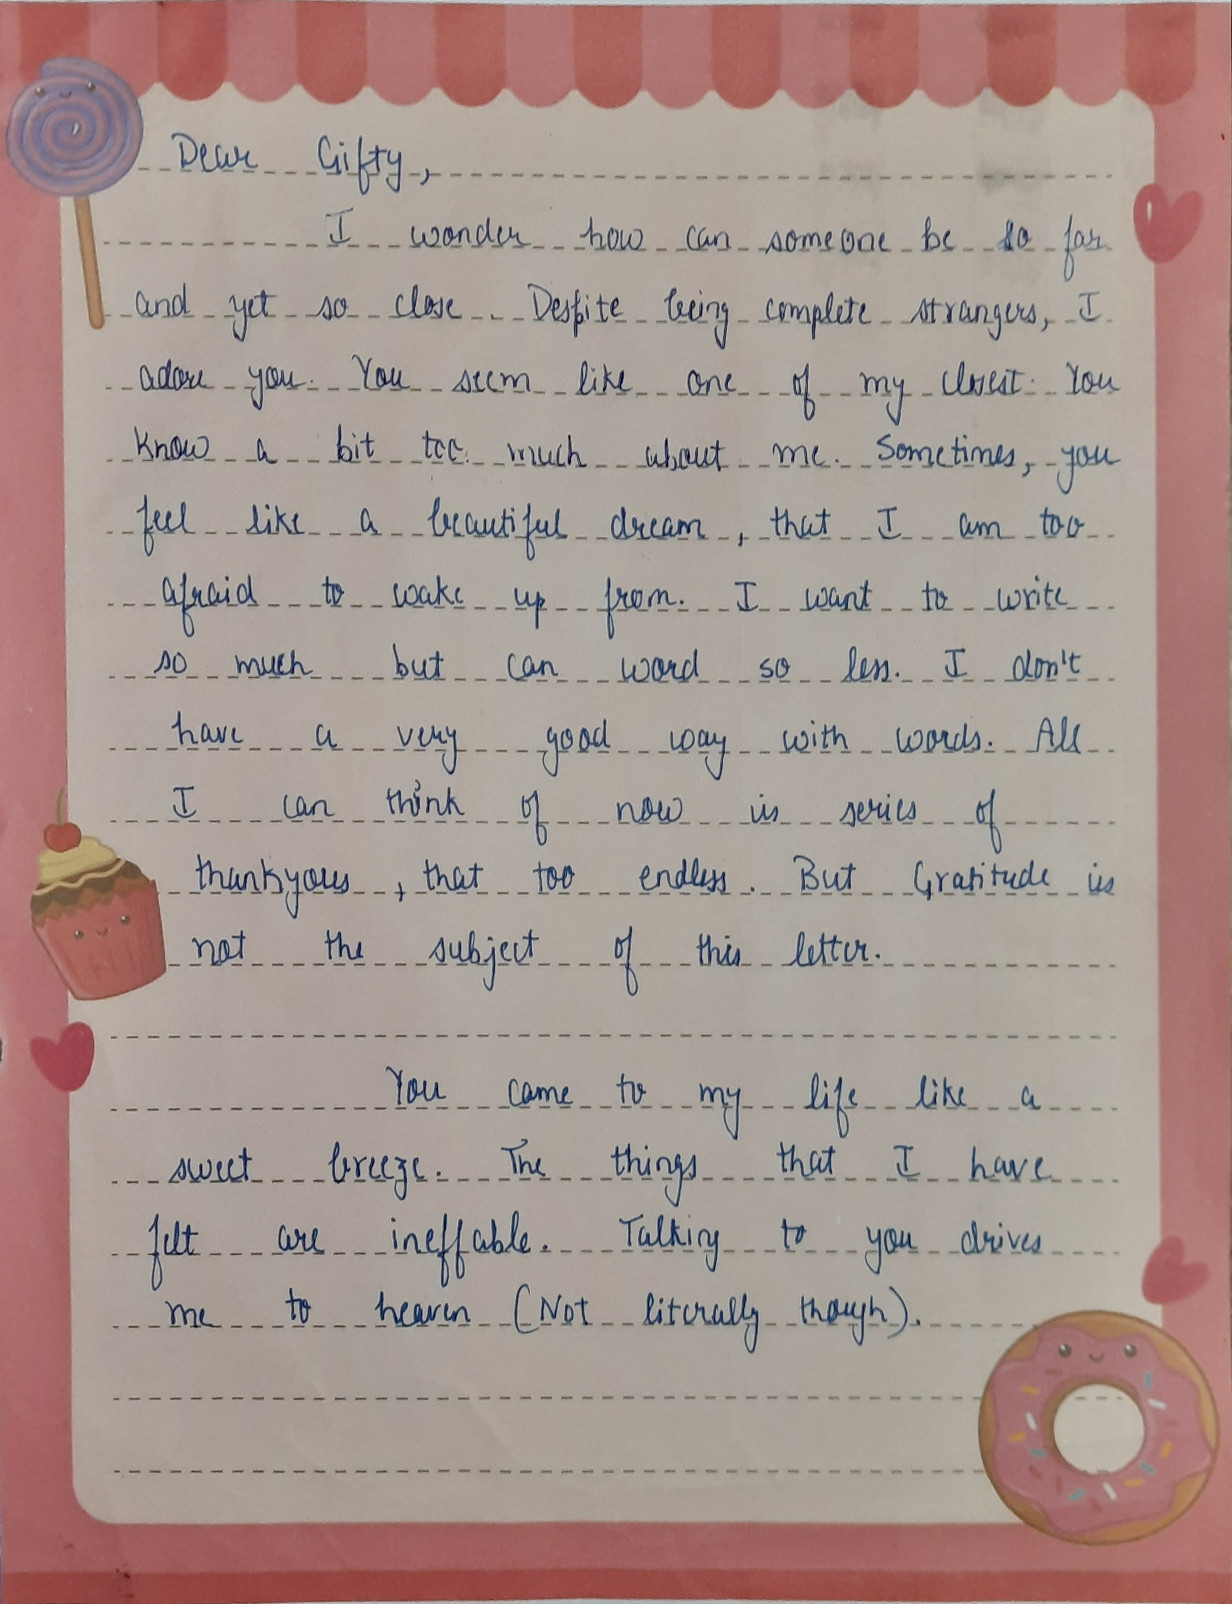 Dear Gifty,
I wonder how can someone be so far
and yet so close. Despite being complete strangers, I
adore you. You seem like one of my closest. You
know a bit too much about me. Sometimes, you
feel like a beautiful dream, that I am too
afraid to wake up from. I want to write
so much but can word so less. I don't
have a very good way with words. All
I can think of now is series of
thankyous, that too endless. But Gratitude is
not the subject of this letter.
You came to my life like a
sweet breeze. The things that I have
felt are ineffable. Talking to you drives
me to heaven (Not literally though).